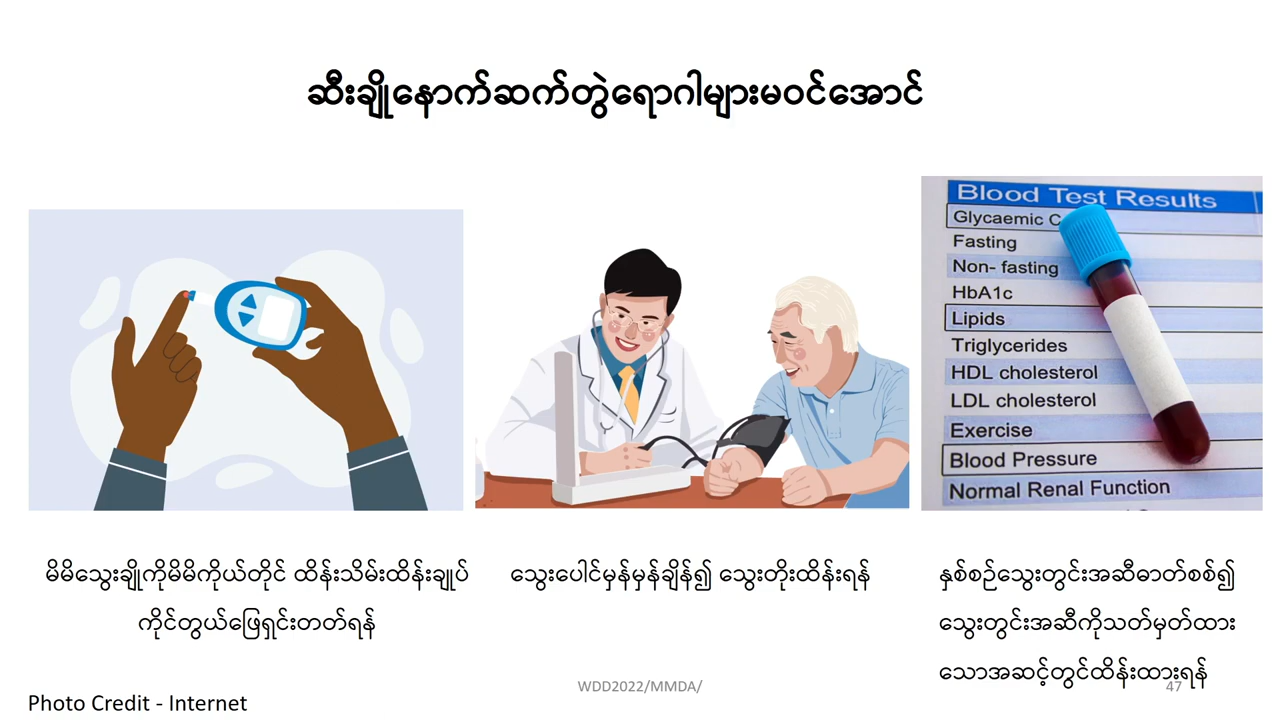 ဆီးချိုနောက်ဆက်တွဲရောဂါများမဝင်အောင်
Blood Test Results
Glycaemic C
Fasting
Non- fasting
HbA1c
Lipids
Triglycerides
HDL cholesterol
LDL cholesterol
Exercise
Blood Pressure
Normal Renal Function
မိမိသွေးချိုကိုမိမိကိုယ်တိုင် ထိန်းသိမ်းထိန်းချုပ်
ကိုင်တွယ်ဖြေရှင်းတတ်ရန်
သွေးပေါင်မှန်မှန်ချိန်၍ သွေးတိုးထိန်းရန်
နှစ်စဉ်သွေးတွင်းအဆီဓာတ်စစ်၍
သွေးတွင်းအဆီကိုသတ်မှတ်ထား
သောအဆင့်တွင်ထိန်းထားရန်
Photo Credit - Internet
WDD2022/MMDA/
47